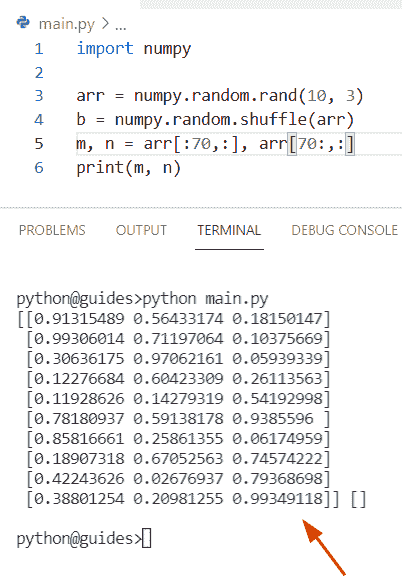 main.py > ...
1 import numpy
2
3 arr = numpy.random.rand(10, 3)
4 b = numpy.random.shuffle(arr)
5 m, n = arr[:70,:], arr[70:,:]
6 print(m, n)
PROBLEMS OUTPUT TERMINAL DEBUG CONSOLE
python@guides>python main.py
[[0.91315489 0.56433174 0.18150147]
[0.99306014 0.71197064 0.10375669]
[0.30636175 0.97062161 0.05939339]
[0.12276684 0.60423309 0.26113563]
[0.11928626 0.14279319 0.54192998]
[0.78180937 0.59138178 0.9385596 ]
[0.85816661 0.25861355 0.06174959]
[0.18907318 0.67052563 0.74574222]
[0.42243626 0.02676937 0.79368698]
[0.38801254 0.20981255 0.99349118]] []
python@guides>